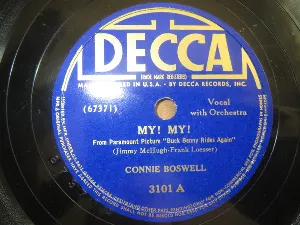 DECCA
(TRADE MARK REGISTERED)
IN U.S.A. - BY DECCA RECORDS, INC.
(67371)
Vocal
with Orchestra
MY! MY!
From Paramount Picture "Buck Benny Rides Again"
(Jimmy McHugh-Frank Loesser)
CONNIE BOSWELL
3101 A